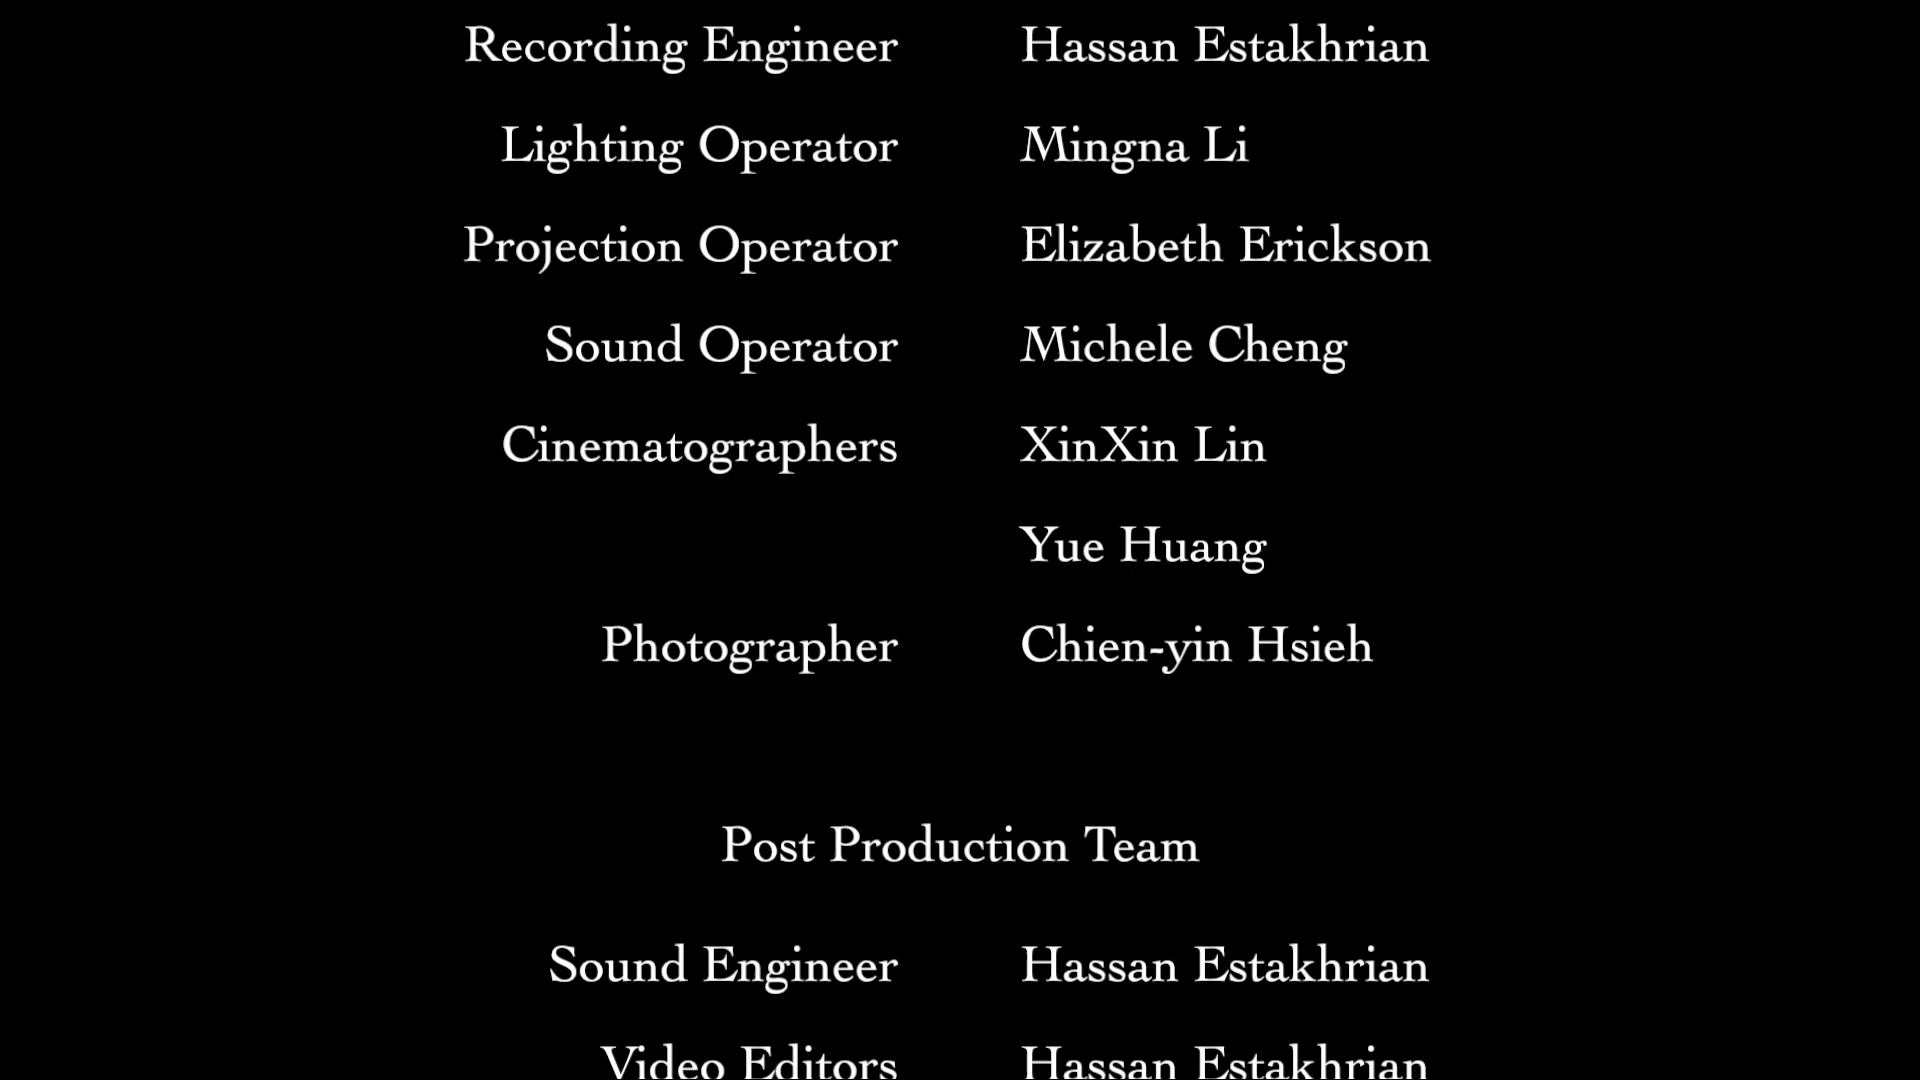 Recording Engineer Hassan Estakhrian
Lighting Operator Mingna Li
Projection Operator Elizabeth Erickson
Sound Operator Michele Cheng
Cinematographers XinXin Lin
Yue Huang
Photographer Chien-yin Hsieh
Post Production Team
Sound Engineer Hassan Estakhrian
Video Editors Hassan Estakhrian